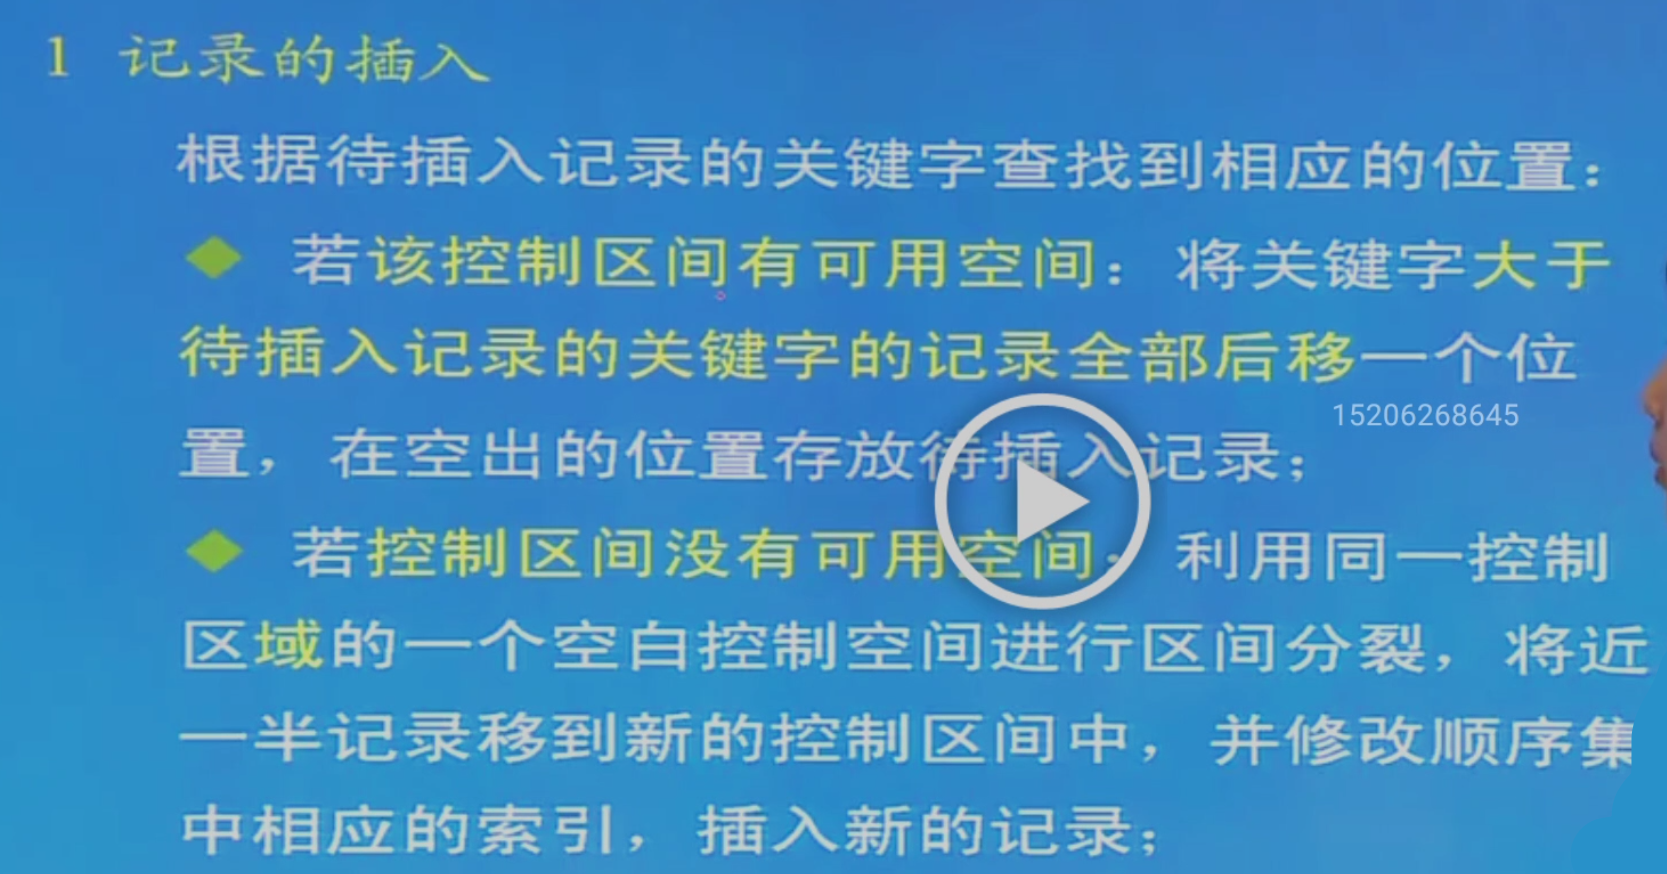 1 记录的插入
根据待插入记录的关键字查找到相应的位置：
若该控制区间有可用空间：将关键字大于
待插入记录的关键字的记录全部后移一个位
15206268645
置，在空出的位置存放待插入记录；
若控制区间没有可用空间：利用同一控制
区域的一个空白控制空间进行区间分裂，将近
一半记录移到新的控制区间中，并修改顺序集
中相应的索引，插入新的记录；